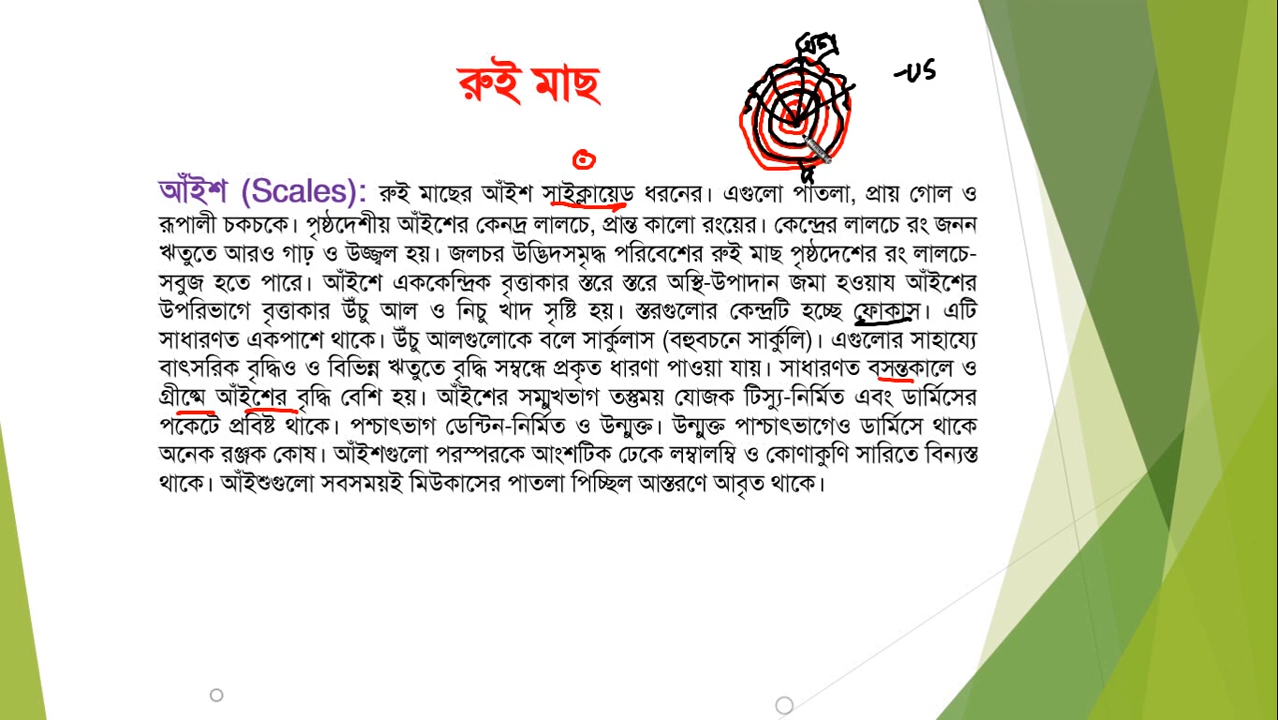 রুই মাছ
-us
আঁইশ (Scales): রুই মাছের আঁইশ সাইক্লায়েড ধরনের। এগুলো পাতলা, প্রায় গোল ও
রূপালী চকচকে। পৃষ্ঠদেশীয় আঁইশের কেনদ্র লালচে, প্রান্ত কালো রংয়ের। কেন্দ্রের লালচে রং জনন
ঋতুতে আরও গাঢ় ও উজ্জ্বল হয়। জলচর উদ্ভিদসমৃদ্ধ পরিবেশের রুই মাছ পৃষ্ঠদেশের রং লালচে-
সবুজ হতে পারে। আঁইশে এককেন্দ্রিক বৃত্তাকার স্তরে স্তরে অস্থি-উপাদান জমা হওয়ায আঁইশের
উপরিভাগে বৃত্তাকার উঁচু আল ও নিচু খাদ সৃষ্টি হয়। স্তরগুলোর কেন্দ্রটি হচ্ছে ফোকাস। এটি
সাধারণত একপাশে থাকে। উঁচু আলগুলোকে বলে সার্কুলাস (বহুবচনে সার্কুলি)। এগুলোর সাহায্যে
বাৎসরিক বৃদ্ধিও ও বিভিন্ন ঋতুতে বৃদ্ধি সম্বন্ধে প্রকৃত ধারণা পাওয়া যায়। সাধারণত বসন্তকালে ও
গ্রীষ্মে আঁইশের বৃদ্ধি বেশি হয়। আঁইশের সম্মুখভাগ তন্তুময় যোজক টিস্যু-নির্মিত এবং ডার্মিসের
পকেটে প্রবিষ্ট থাকে। পশ্চাৎভাগ ডেন্টিন-নির্মিত ও উন্মুক্ত। উন্মুক্ত পাশ্চাৎভাগেও ডার্মিসে থাকে
অনেক রঞ্জক কোষ। আঁইশগুলো পরস্পরকে আংশটিক ঢেকে লম্বালম্বি ও কোণাকুণি সারিতে বিন্যস্ত
থাকে। আঁইশুগুলো সবসময়ই মিউকাসের পাতলা পিচ্ছিল আস্তরণে আবৃত থাকে।